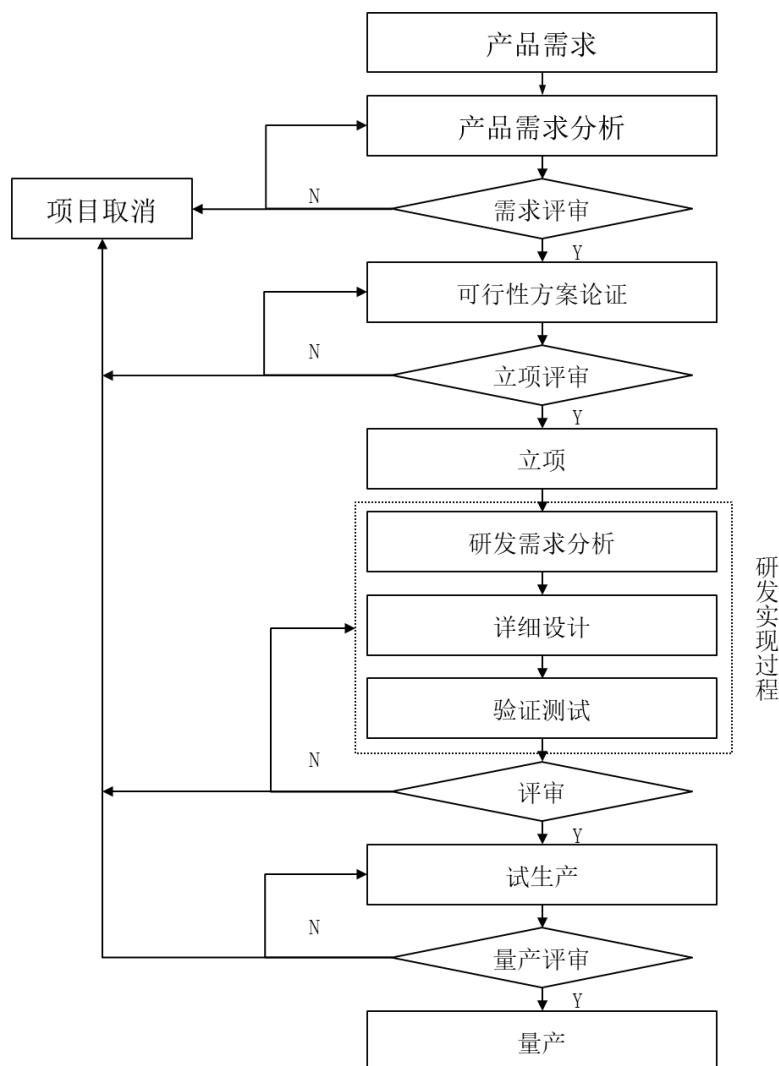 产品需求
产品需求分析
N
项目取消
需求评审
Y
可行性方案论证
N
立项评审
Y
立项
研发需求分析
详细设计
研发实现过程
验证测试
N
评审
Y
试生产
N
量产评审
Y
量产